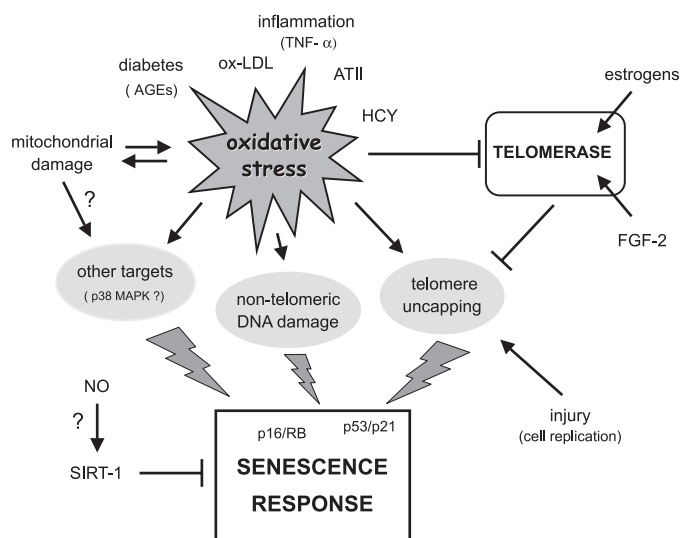 inflammation
(TNF- α)
ox-LDL
diabetes
( AGEs)
ATII
HCY
estrogens
oxidative
stress
mitochondrial
damage
TELOMERASE
?
FGF-2
other targets
( p38 MAPK ?)
non-telomeric
DNA damage
telomere
uncapping
NO
?
SIRT-1
injury
(cell replication)
p16/RB
p53/p21
SENESCENCE
RESPONSE